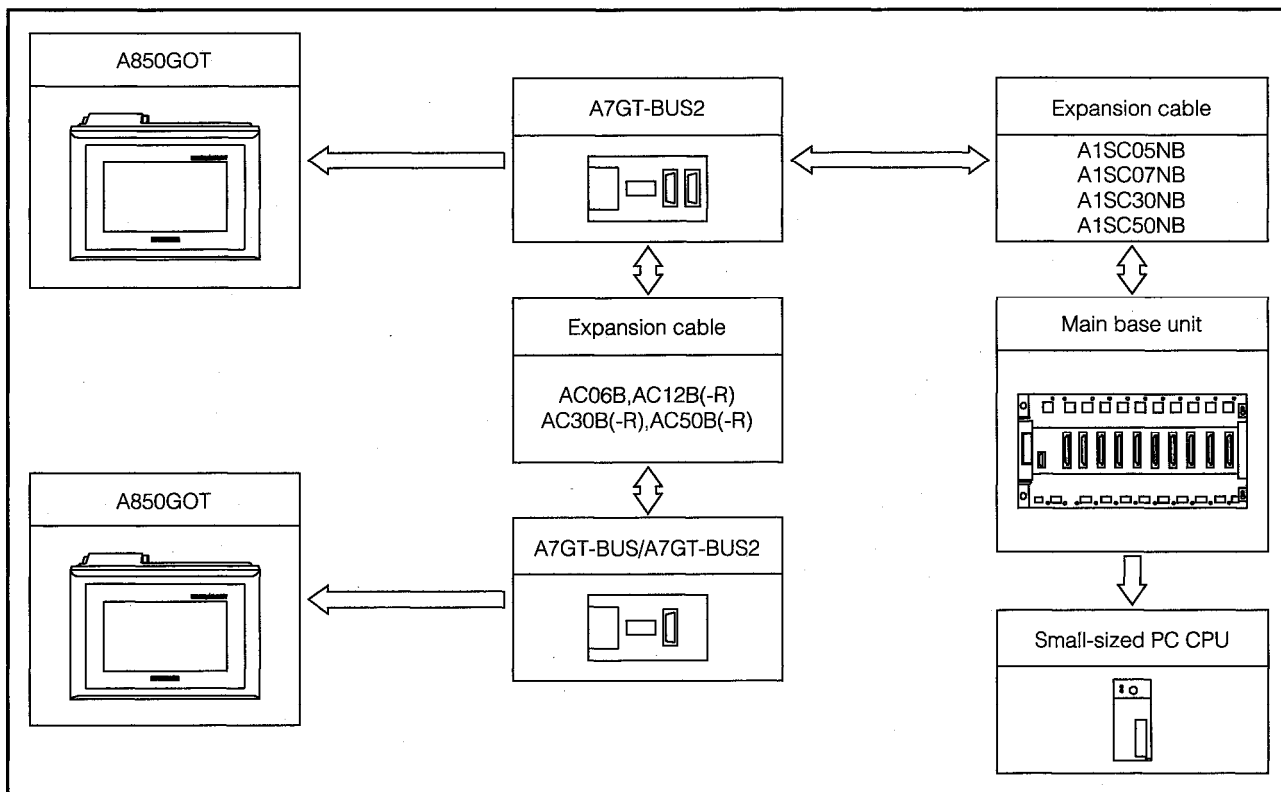 A850GOT
A7GT-BUS2
Expansion cable
A1SC05NB
A1SC07NB
A1SC30NB
A1SC50NB
Expansion cable
AC06B,AC12B(-R)
AC30B(-R),AC50B(-R)
Main base unit
A850GOT
A7GT-BUS/A7GT-BUS2
Small-sized PC CPU